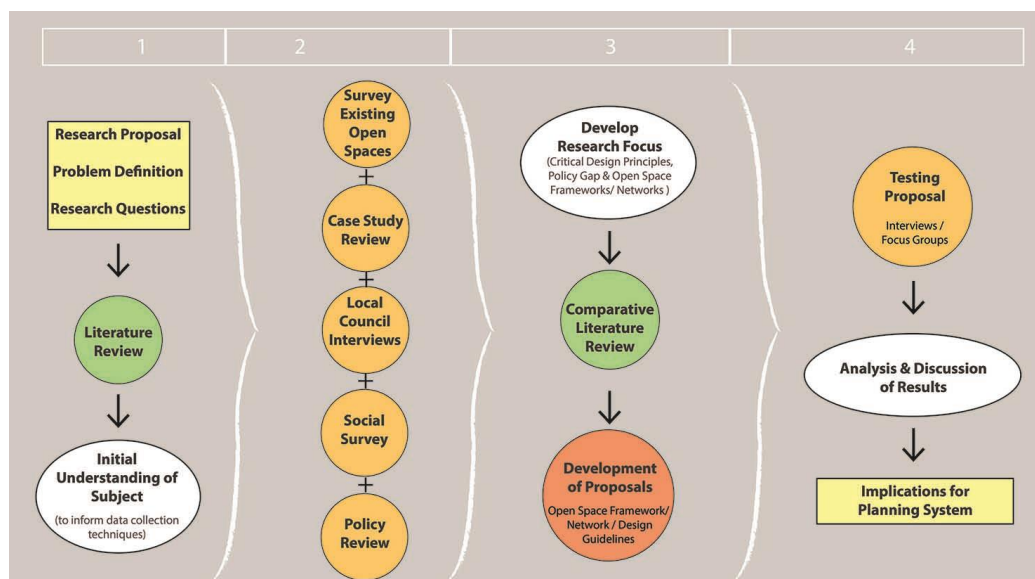 1
2
3
4
Research Proposal
Problem Definition
Research Questions
Literature
Review
Initial
Understanding of
Subject
(to inform data collection
techniques)
Survey
Existing
Open
Spaces
+
Case Study
Review
+
Local
Council
Interviews
+
Social
Survey
+
Policy
Review
Develop
Research Focus
(Critical Design Principles,
Policy Gap & Open Space
Frameworks/ Networks )
Comparative
Literature
Review
Development
of Proposals
Open Space Framework/
Network / Design
Guidelines
Testing
Proposal
Interviews /
Focus Groups
Analysis & Discussion
of Results
Implications for
Planning System